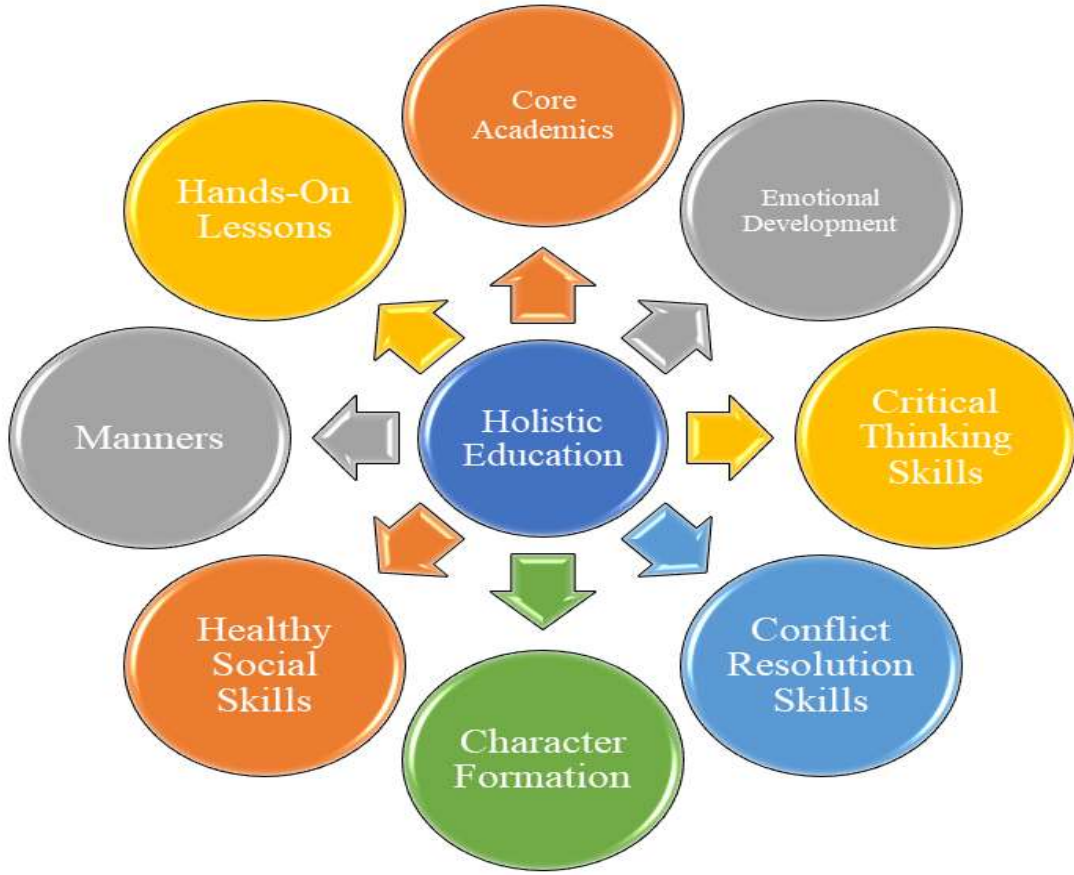 Core
Academics
Emotional
Development
Critical
Thinking
Skills
Conflict
Resolution
Skills
Character
Formation
Healthy
Social
Skills
Manners
Hands-On
Lessons
Holistic
Education